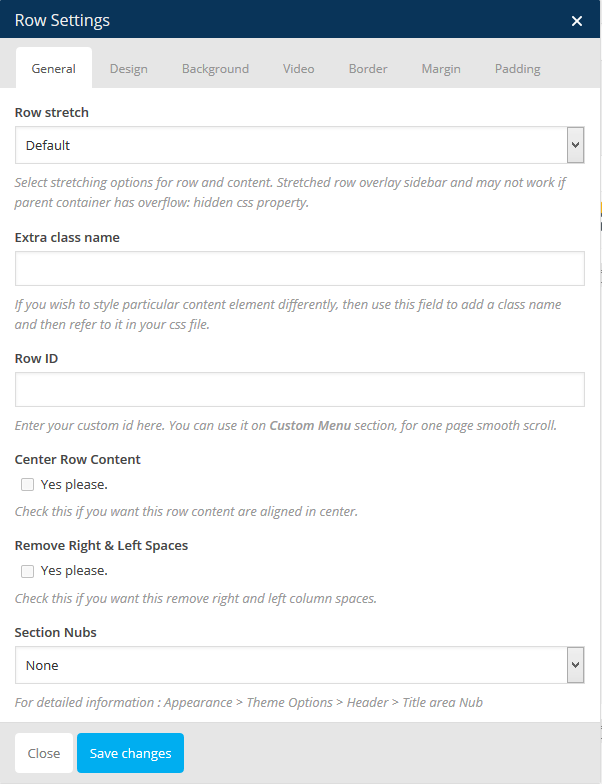 Row Settings
General Design Background Video Border Margin Padding
Row stretch
Default
Select stretching options for row and content. Stretched row overlay sidebar and may not work if
parent container has overflow: hidden css property.
Extra class name
If you wish to style particular content element differently, then use this field to add a class name
and then refer to it in your css file.
Row ID
Enter your custom id here. You can use it on Custom Menu section, for one page smooth scroll.
Center Row Content
Yes please.
Check this if you want this row content are aligned in center.
Remove Right & Left Spaces
Yes please.
Check this if you want this remove right and left column spaces.
Section Nubs
None
For detailed information : Appearance > Theme Options > Header > Title area Nub
Close Save changes